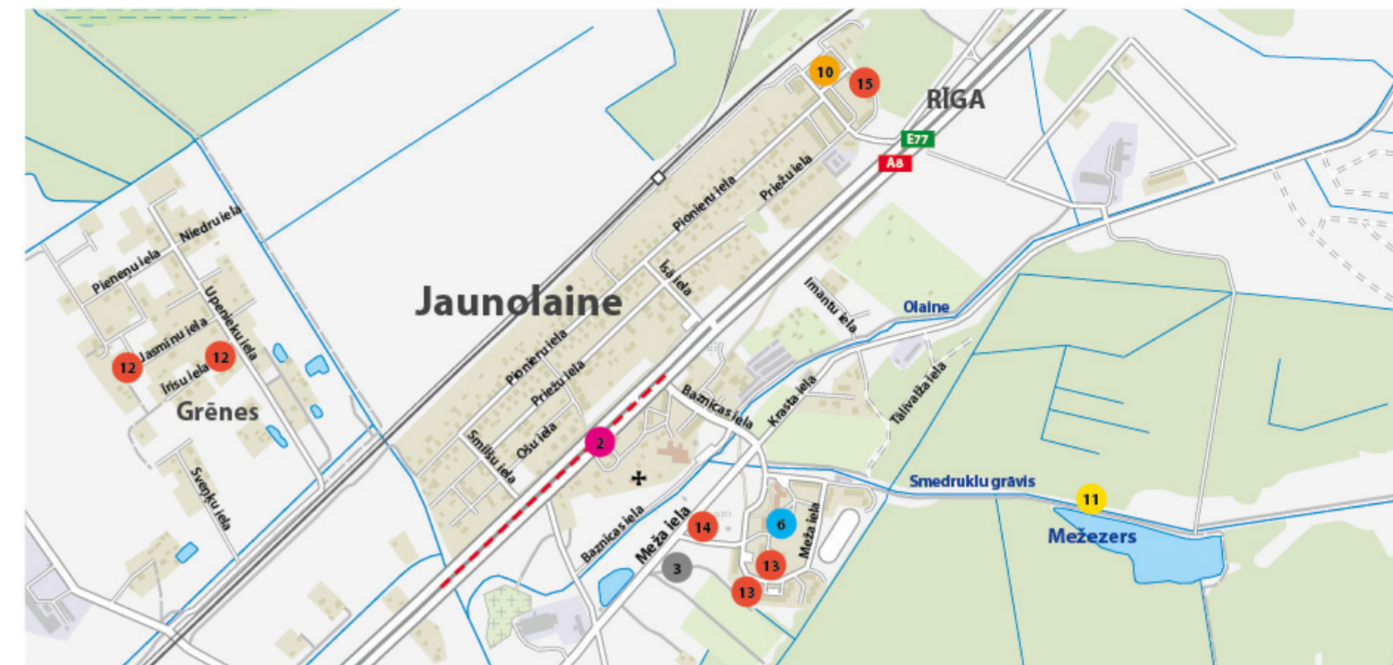 10
15
RĪGA
E77
A8
Pionieru iela
Priežu iela
Niedru iela
Pieneņu iela
Īsā iela
Jaunolaine
Upenieku iela
Imantu iela
Olaine
Jasmīnu iela
12
12
Īrisu iela
Grēnes
Pionieru iela
Priežu iela
Baznīcas iela
Krasta iela
Tālivalža iela
Smilšu iela
Ošu iela
2
Svenķu iela
Smedruklu grāvis
11
Mežezers
Baznīcas iela
Meža iela
14
6
Meža iela
3
13
13